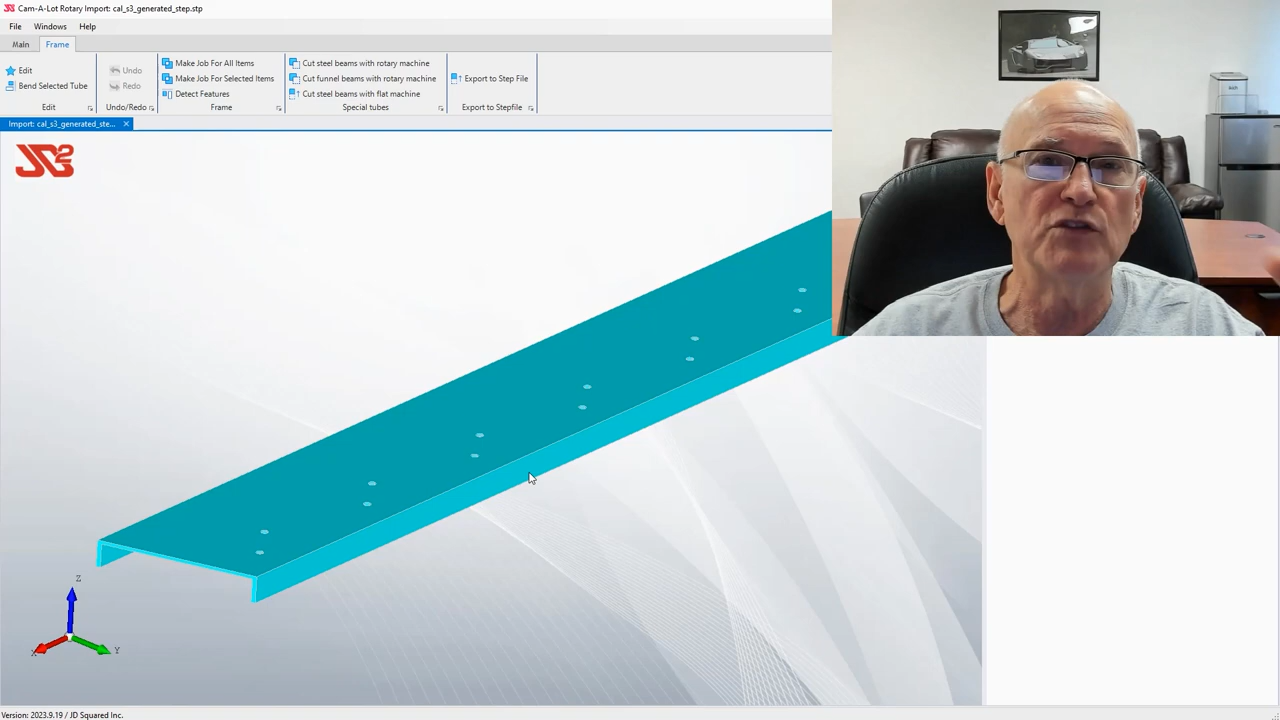 Cam-A-Lot Rotary Import: cal_s3_generated_step.stp
File Windows Help
Main Frame
Edit
Bend Selected Tube
Edit
Undo
Redo
Undo/Redo
Make Job For All Items
Make Job For Selected Items
Detect Features
Frame
Cut steel beams with rotary machine
Cut funnel beams with rotary machine
Cut steel beams with flat machine
Special tubes
Export to Step File
Export to Stepfile
Import: cal_s3_generated_ste...
JD2
Z
X
Y
Version: 2023.9.19 / JD Squared Inc.